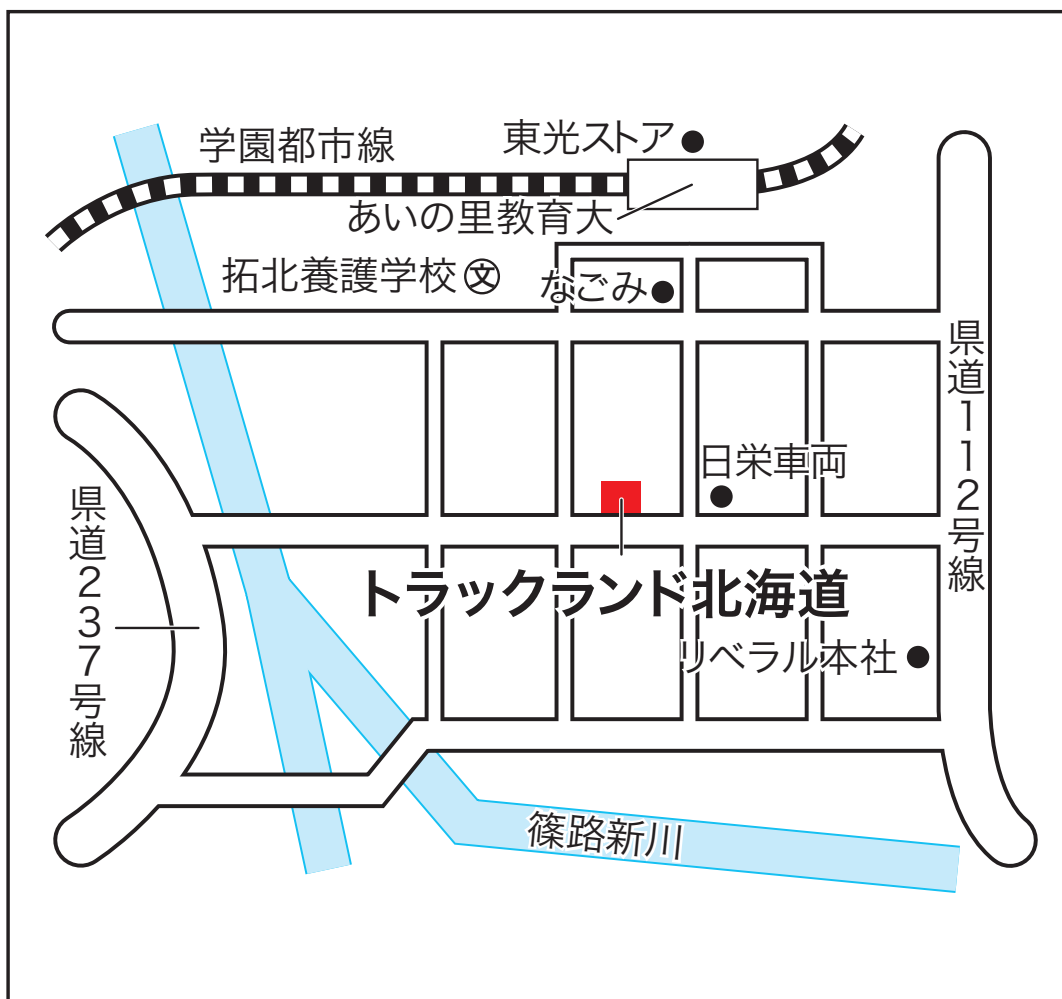 東光ストア
学園都市線
あいの里教育大
拓北養護学校 文
なごみ
県道112号線
日栄車両
県道237号線
トラックランド北海道
リベラル本社
篠路新川